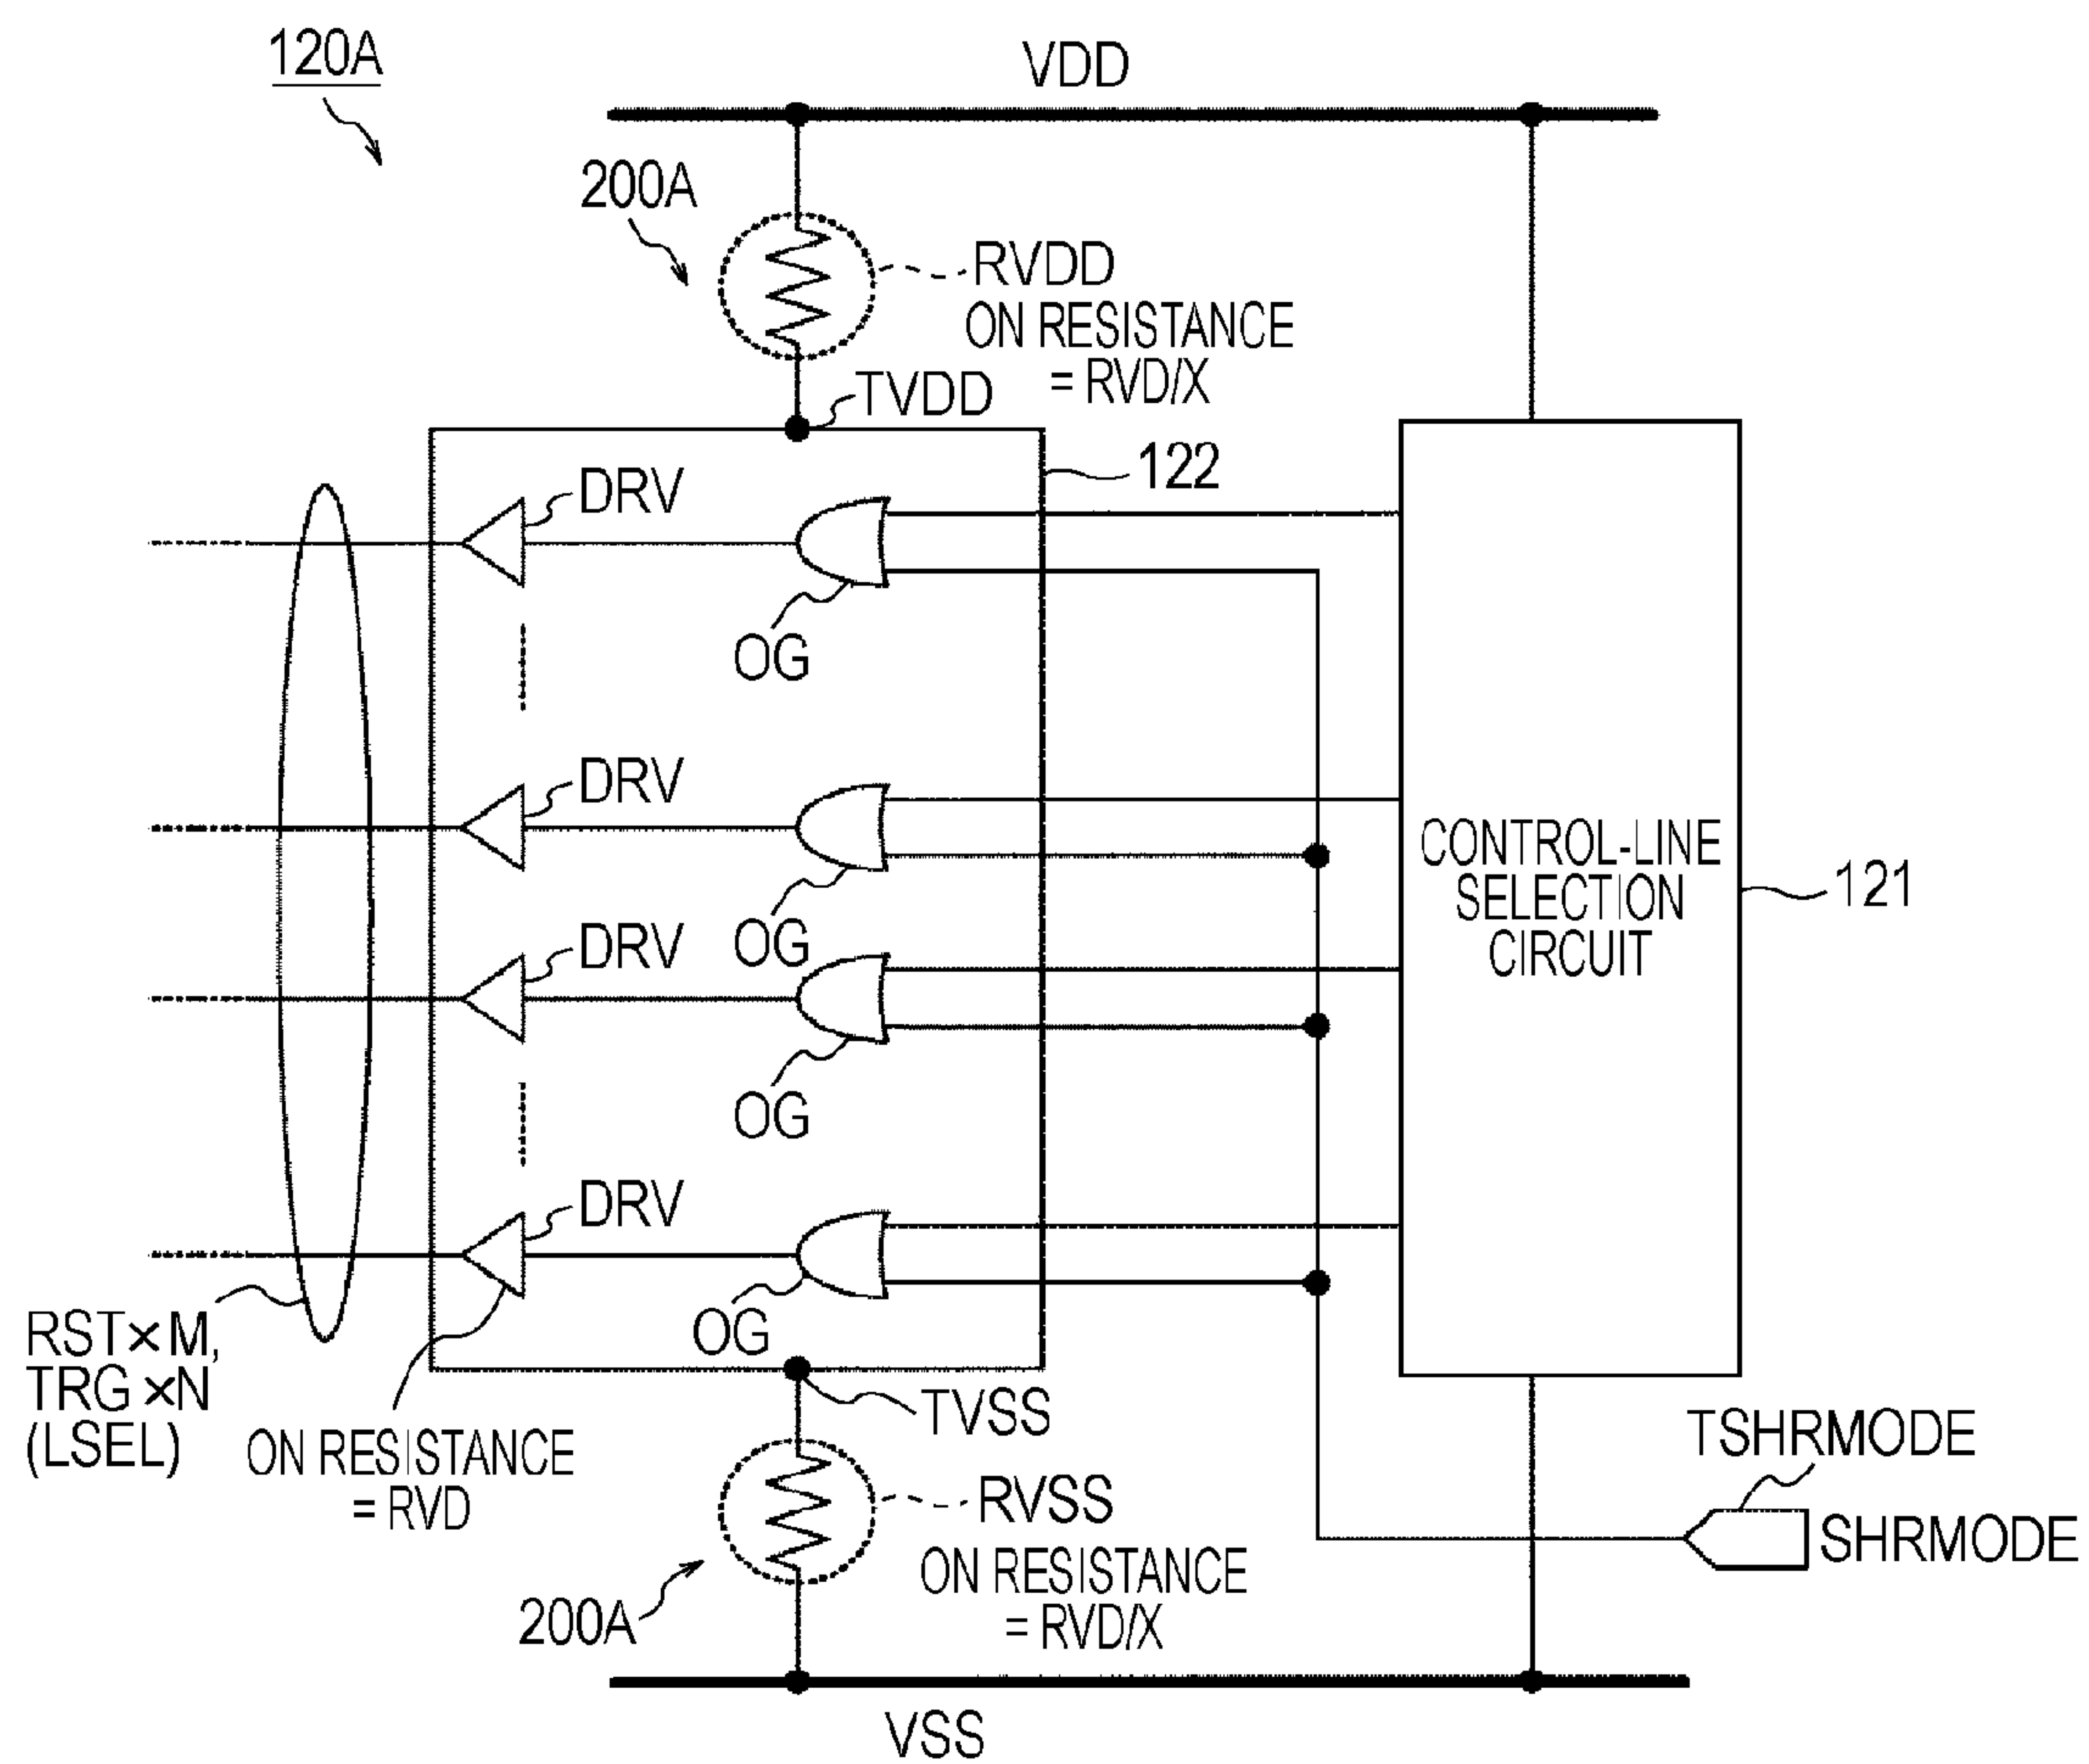 120A
VDD
200A
RVDD
ON RESISTANCE
= RVD/X
TVDD
122
DRV
OG
DRV
OG
DRV
OG
DRV
OG
CONTROL-LINE
SELECTION
CIRCUIT
121
RST×M,
TRG ×N
(LSEL)
ON RESISTANCE
= RVD
TVSS
TSHRMODE
SHRMODE
RVSS
ON RESISTANCE
= RVD/X
200A
VSS